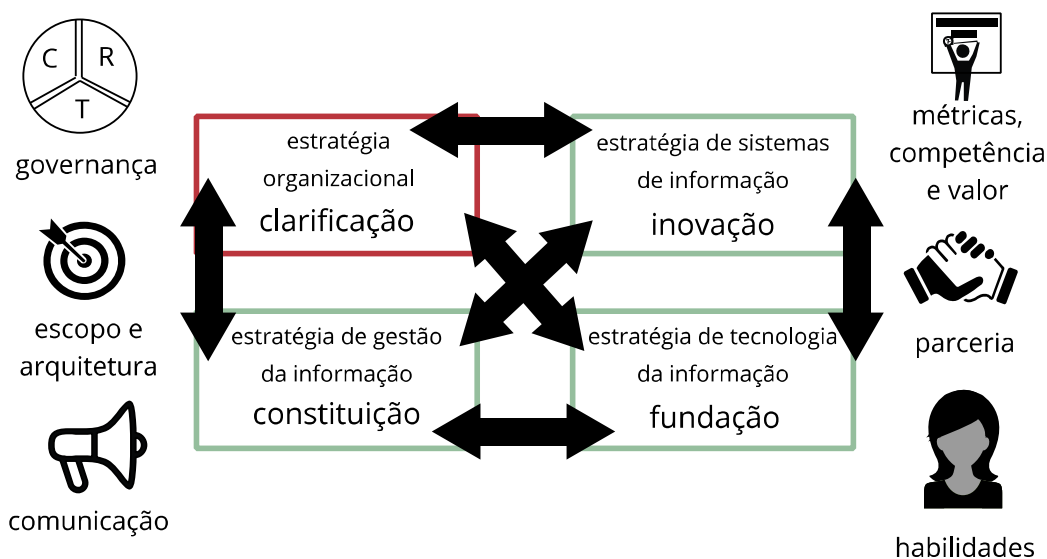 C
R
T
governança
escopo e
arquitetura
comunicação
estratégia
organizacional
clarificação
estratégia de sistemas
de informação
inovação
estratégia de gestão
da informação
constituição
estratégia de tecnologia
da informação
fundação
métricas,
competência
e valor
parceria
habilidades